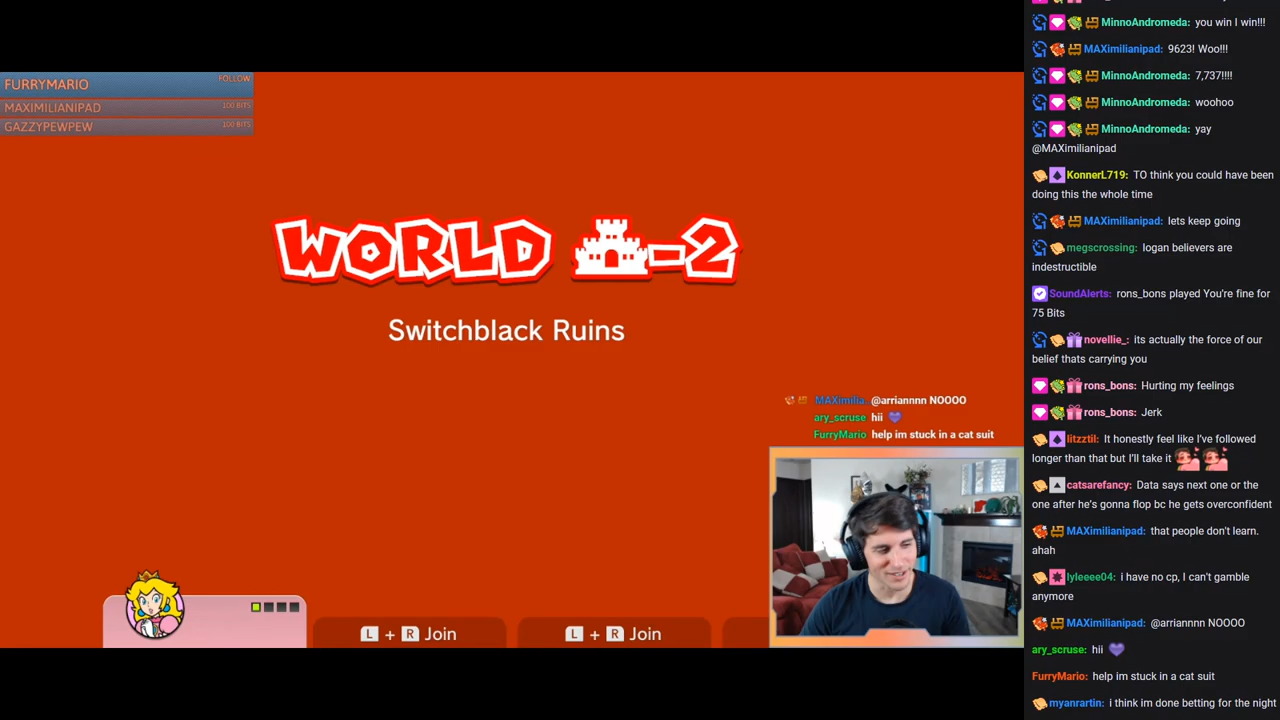 FURRYMARIO FOLLOW
MAXIMILIANIPAD 100 BITS
GAZZYPEWPEW 100 BITS
WORLD -2
Switchblack Ruins
MAXimilia: @arriannnn NOOOO
ary_scruse hii
FurryMario help im stuck in a cat suit
L + R Join
L + R Join
MinnoAndromeda: you win I win!!!
MAXimilianipad: 9623! Woo!!!
MinnoAndromeda: 7,737!!!!
MinnoAndromeda: woohoo
MinnoAndromeda: yay
@MAXimilianipad
KonnerL719: TO think you could have been
doing this the whole time
MAXimilianipad: lets keep going
megscrossing: logan believers are
indestructible
SoundAlerts: rons_bons played You're fine for
75 Bits
novellie_: its actually the force of our
belief thats carrying you
rons_bons: Hurting my feelings
rons_bons: Jerk
litzztil: It honestly feel like I've followed
longer than that but I'll take it
catsarefancy: Data says next one or the
one after he's gonna flop bc he gets overconfident
MAXimilianipad: that people don't learn.
ahah
lyleeee04: i have no cp, I can't gamble
anymore
MAXimilianipad: @arriannnn NOOOO
ary_scruse: hii
FurryMario: help im stuck in a cat suit
myanrartin: i think im done betting for the night